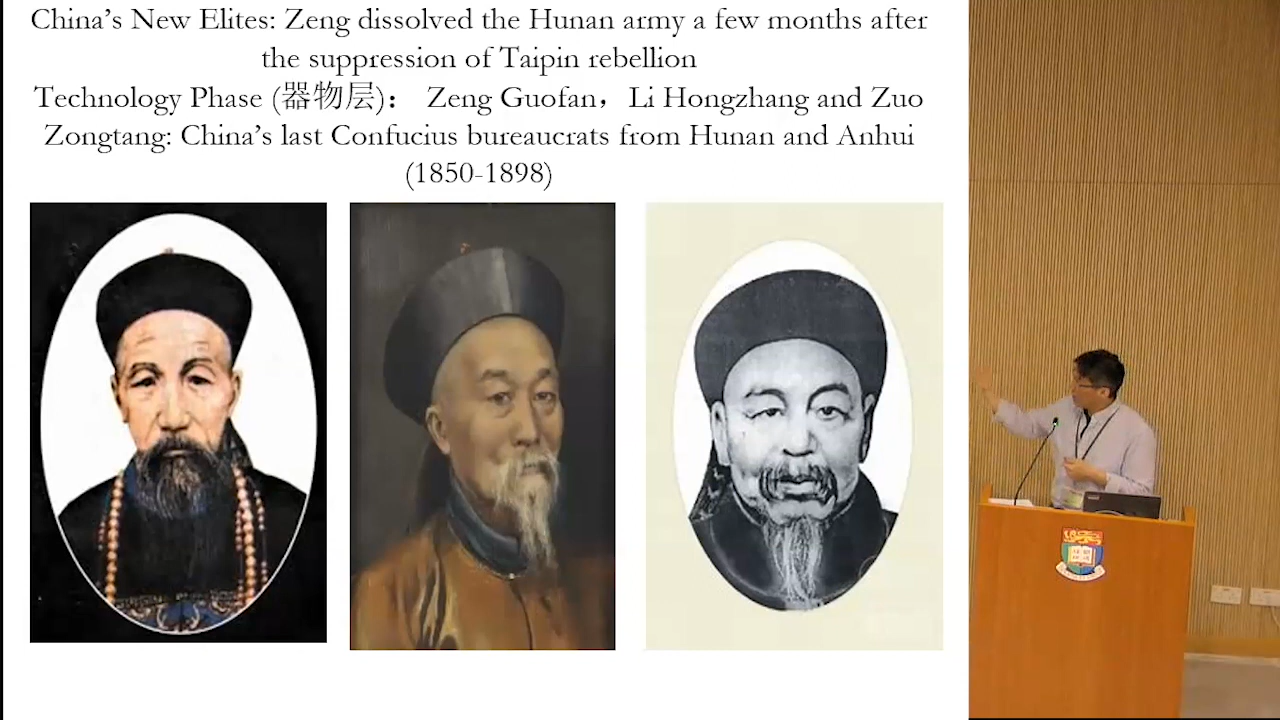 China’s New Elites: Zeng dissolved the Hunan army a few months after
the suppression of Taipin rebellion
Technology Phase (器物层)： Zeng Guofan，Li Hongzhang and Zuo
Zongtang: China’s last Confucius bureaucrats from Hunan and Anhui
(1850-1898)